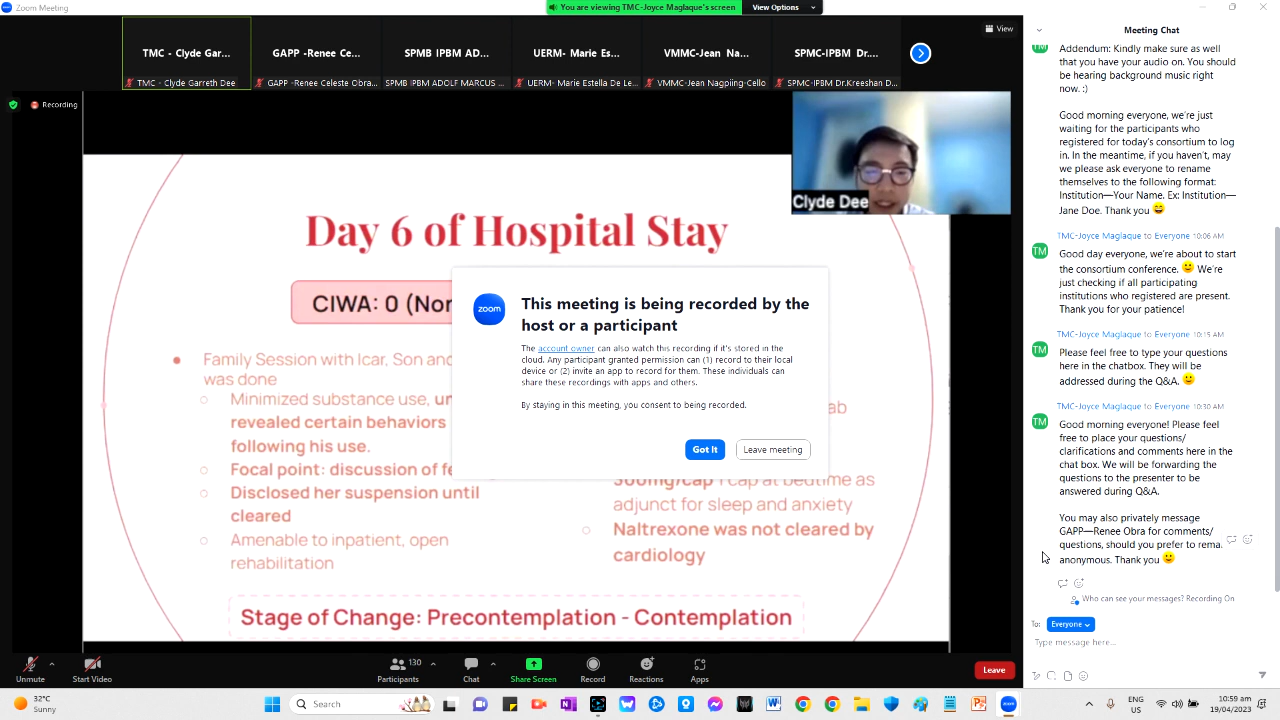 Zoom Meeting
You are viewing TMC-Joyce Maglaque's screen
View Options
View
TMC - Clyde Gar...
GAPP -Renee Ce...
SPMB IPBM AD...
UERM- Marie Es...
VMMC-Jean Na...
SPMC-IPBM Dr....
TMC - Clyde Garreth Dee
GAPP -Renee Celeste Obra...
SPMB IPBM ADOLF MARCUS ...
UERM- Marie Estella De Le...
VMMC-Jean Nagpiing-Cello
SPMC-IPBM Dr.Kreeshan D...
Recording
Clyde Dee
Day 6 of Hospital Stay
CIWA: 0 (Nor
Family Session with Icar, Son and
was done
Minimized substance use, un
revealed certain behaviors
following his use.
Focal point: discussion of fe
Disclosed her suspension until
cleared
Amenable to inpatient, open
rehabilitation
ab
300mg/cap 1 cap at bedtime as
adjunct for sleep and anxiety
Naltrexone was not cleared by
cardiology
Stage of Change: Precontemplation - Contemplation
zoom
This meeting is being recorded by the
host or a participant
The account owner can also watch this recording if it's stored in the
cloud. Any participant granted permission can (1) record to their local
device or (2) invite an app to record for them. These individuals can
share these recordings with apps and others.
By staying in this meeting, you consent to being recorded.
Got it
Leave meeting
Meeting Chat
TM
Addendum: Kindly make sure as well
that you have your audio on. You should
be hearing background music right
now. :)
Good morning everyone, we're just
waiting for the participants who
registered for today's consortium to log
in. In the meantime, if you haven't, may
we please ask everyone to rename
themselves to the following format:
Institution—Your Name. Ex: Institution—
Jane Doe. Thank you 😄
TMC-Joyce Maglaque to Everyone 10:06 AM
TM
Good day everyone, we're about to start
the consortium conference. 🙂 We're
just checking if all participating
institutions who registered are present.
Thank you for your patience!
TMC-Joyce Maglaque to Everyone 10:15 AM
TM
Please feel free to type your questions
here in the chatbox. They will be
addressed during the Q&A. 🙂
TMC-Joyce Maglaque to Everyone 10:30 AM
TM
Good morning everyone! Please feel
free to place your questions/
clarifications and comments here in the
chat box. We will be forwarding the
questions to the presenter to be
answered during Q&A.
You may also privately message
GAPP—Renee Obra for comments/
questions, should you prefer to rema
anonymous. Thank you 🙂
Who can see your messages? Recording On
To: Everyone
Type message here...
Unmute
Start Video
Participants
130
Chat
Share Screen
Record
Reactions
Apps
Leave
32°C
Sunny
Search
ENG
US
10:59 am
19/04/2023